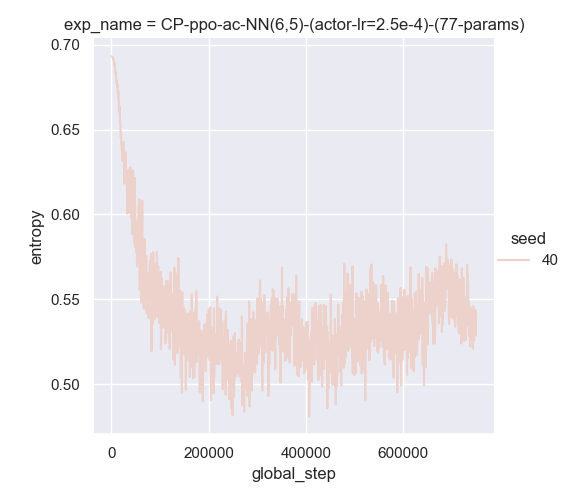 exp_name = CP-ppo-ac-NN(6,5)-(actor-lr=2.5e-4)-(77-params)
0.70
0.65
0.60
0.55
0.50
entropy
0
200000
400000
600000
global_step
seed
40